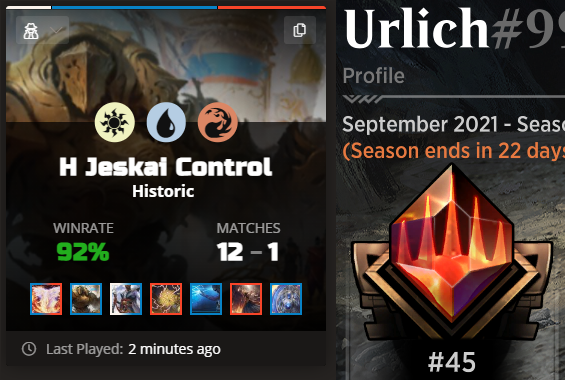 H Jeskai Control
Historic
WINRATE
MATCHES
92%
12 – 1
Last Played: 2 minutes ago
Urlich#99
Profile
September 2021 - Seas
(Season ends in 22 days
#45